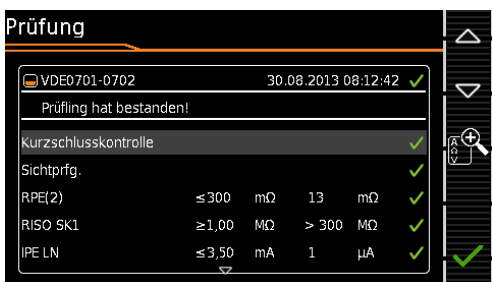 Prüfung
VDE0701-0702 30.08.2013 08:12:42
Prüfling hat bestanden!
Kurzschlusskontrolle
Sichtprfg.
RPE(2) ≤300 mΩ 13 mΩ
RISO SK1 ≥1,00 MΩ > 300 MΩ
IPE LN ≤3,50 mA 1 µA
A
Ω
V